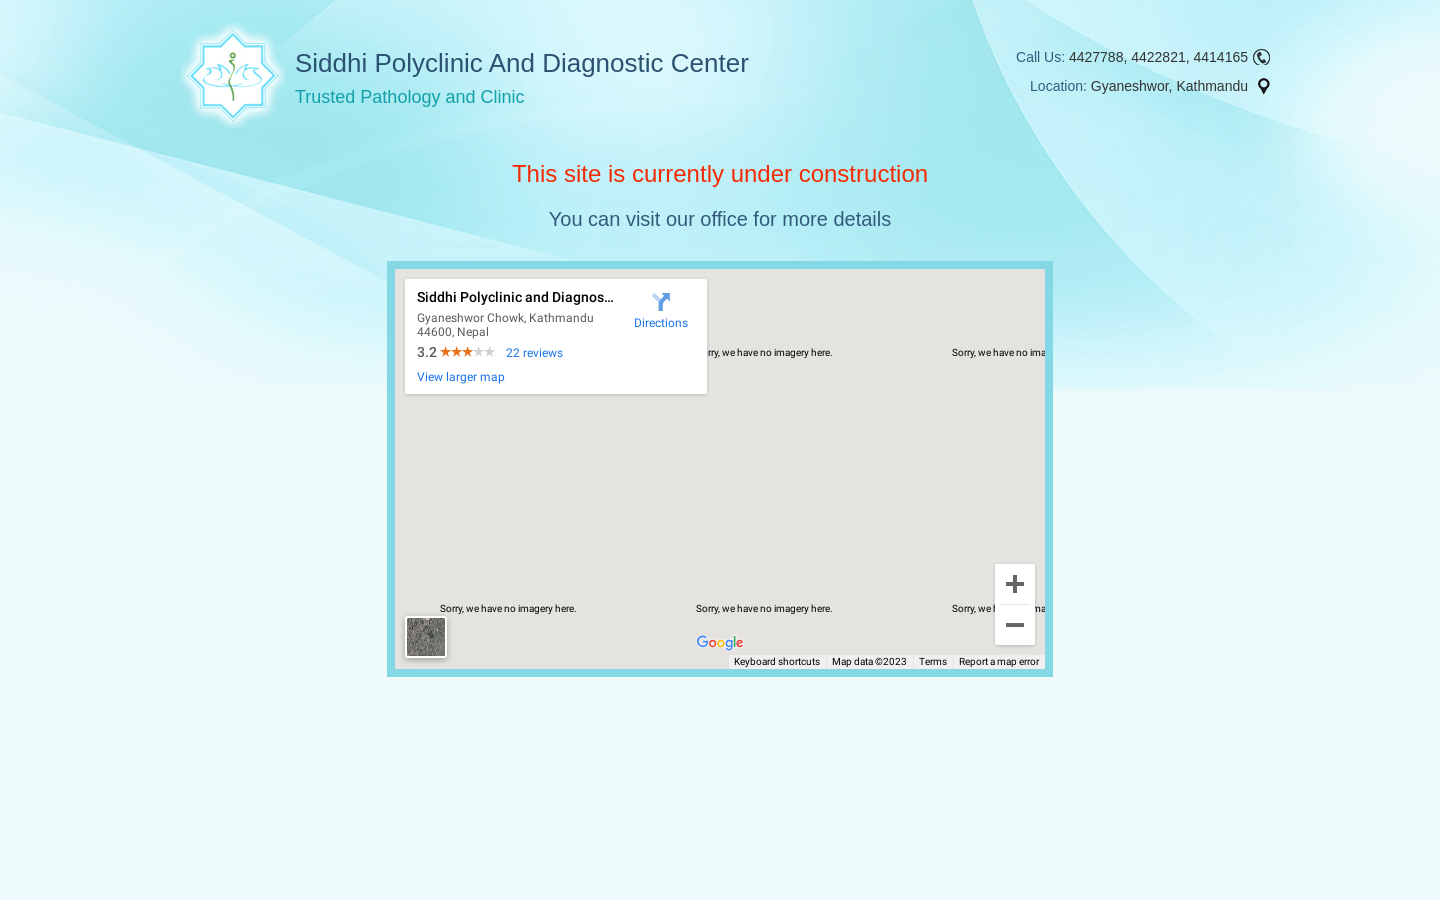 Siddhi Polyclinic And Diagnostic Center
Trusted Pathology and Clinic
Call Us: 4427788, 4422821, 4414165
Location: Gyaneshwor, Kathmandu
This site is currently under construction
You can visit our office for more details
Siddhi Polyclinic and Diagnos...
Gyaneshwor Chowk, Kathmandu
44600, Nepal
Directions
3.2
22 reviews
View larger map
rry, we have no imagery here.
Sorry, we have no ima
Sorry, we have no imagery here.
Sorry, we have no imagery here.
Sorry, we h
ma
Google
Keyboard shortcuts
Map data ©2023
Terms
Report a map error